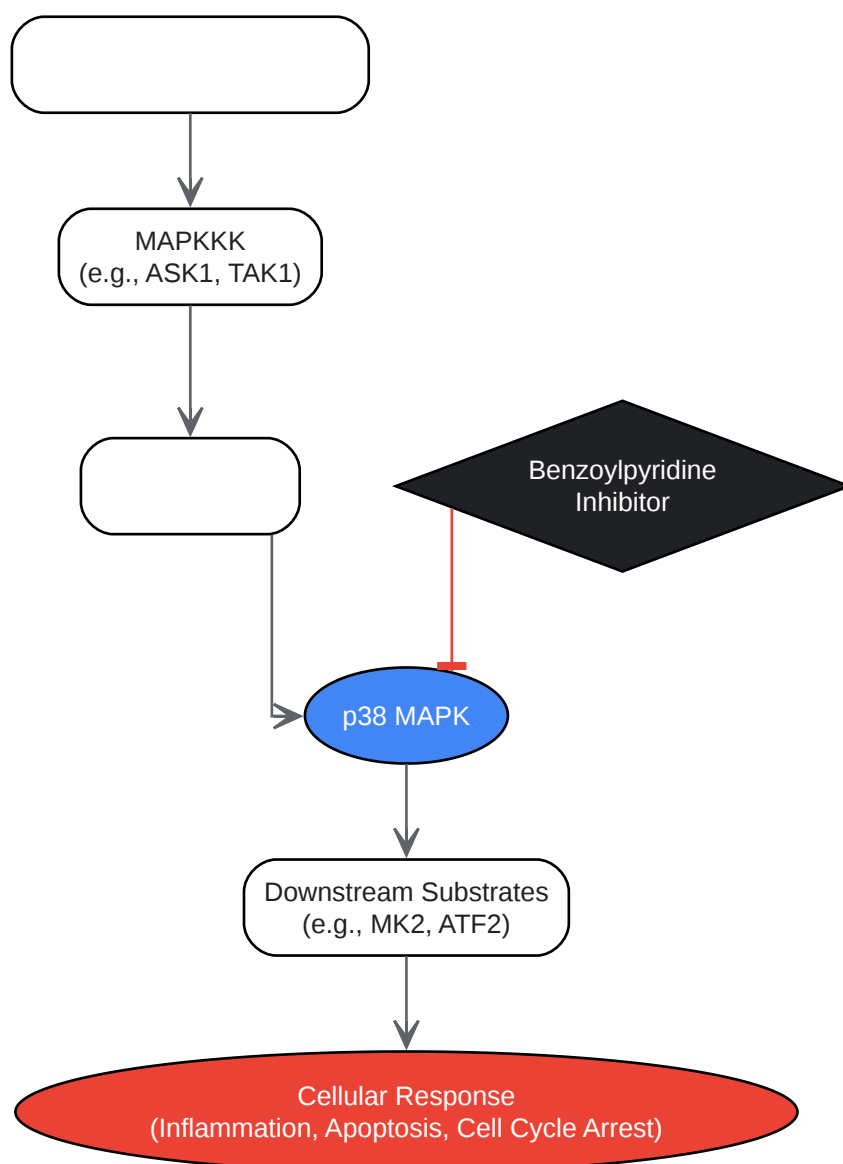 MAPKKK
(e.g., ASK1, TAK1)
Benzoylpyridine
Inhibitor
p38 MAPK
Downstream Substrates
(e.g., MK2, ATF2)
Cellular Response
(Inflammation, Apoptosis, Cell Cycle Arrest)